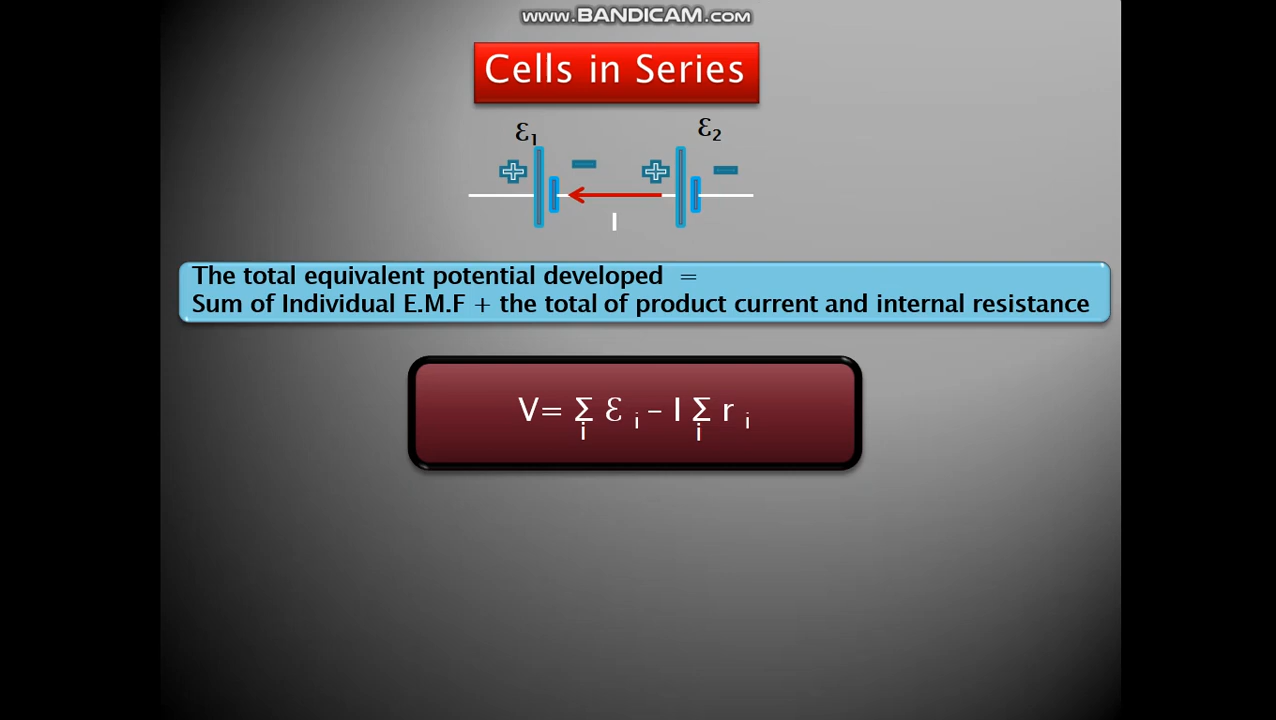 www.BANDICAM.com
Cells in Series
Ɛ1 Ɛ2
+ − + −
I
The total equivalent potential developed =
Sum of Individual E.M.F + the total of product current and internal resistance
V= Σ Ɛ i – I Σ r i
i i